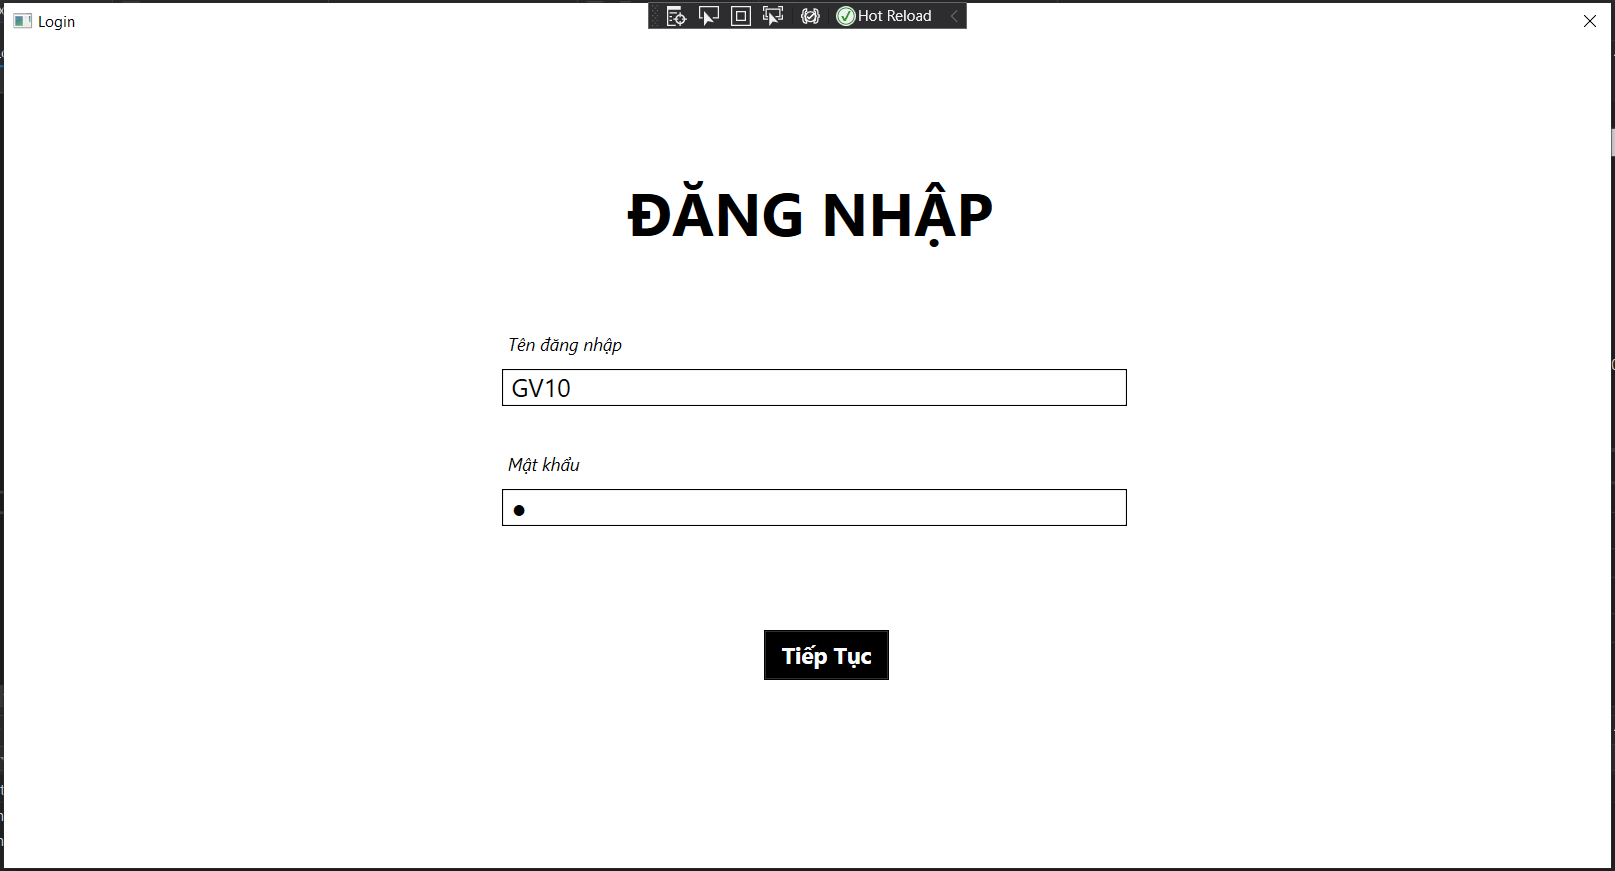 Login
Hot Reload
ĐĂNG NHẬP
Tên đăng nhập
GV10
Mật khẩu
●
Tiếp Tục